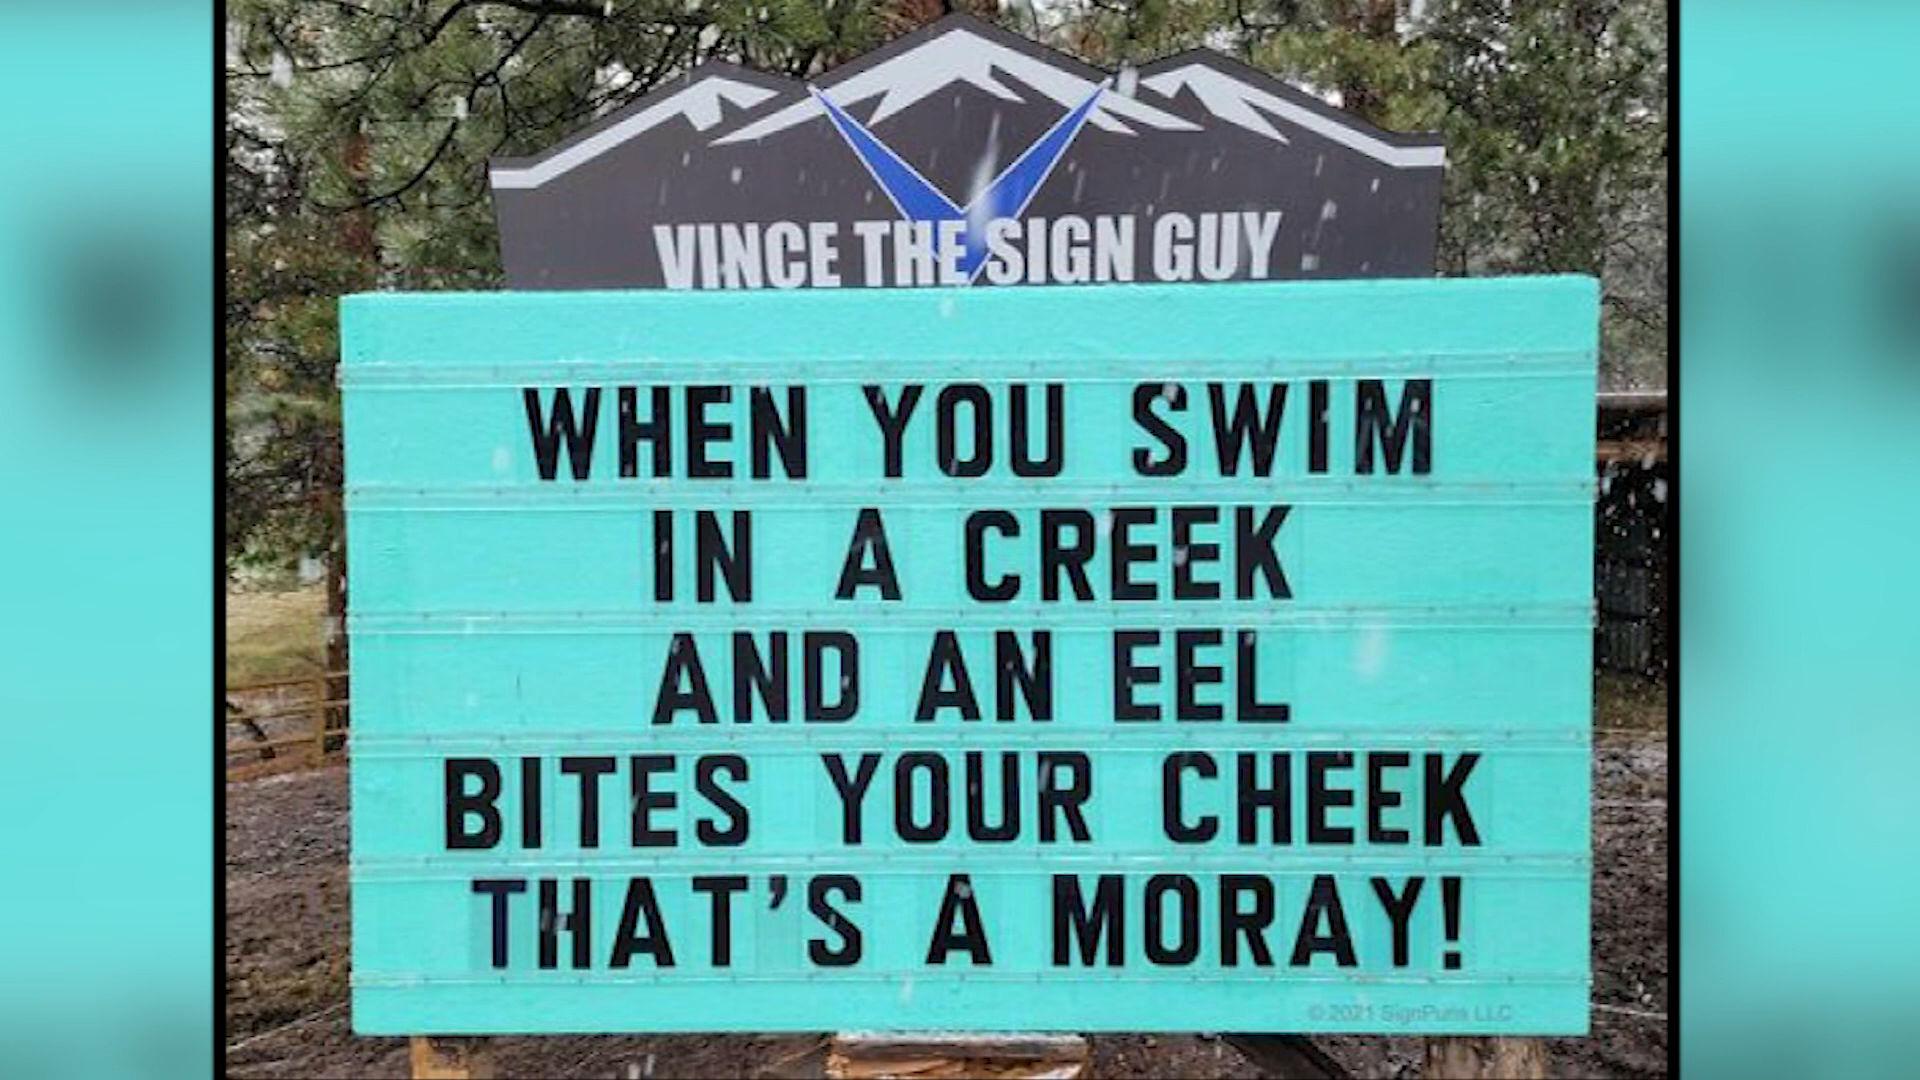 VINCE THE SIGN GUY
WHEN YOU SWIM
IN A CREEK
AND AN EEL
BITES YOUR CHEEK
THAT'S A MORAY!
© 2021 SignPunk LLC